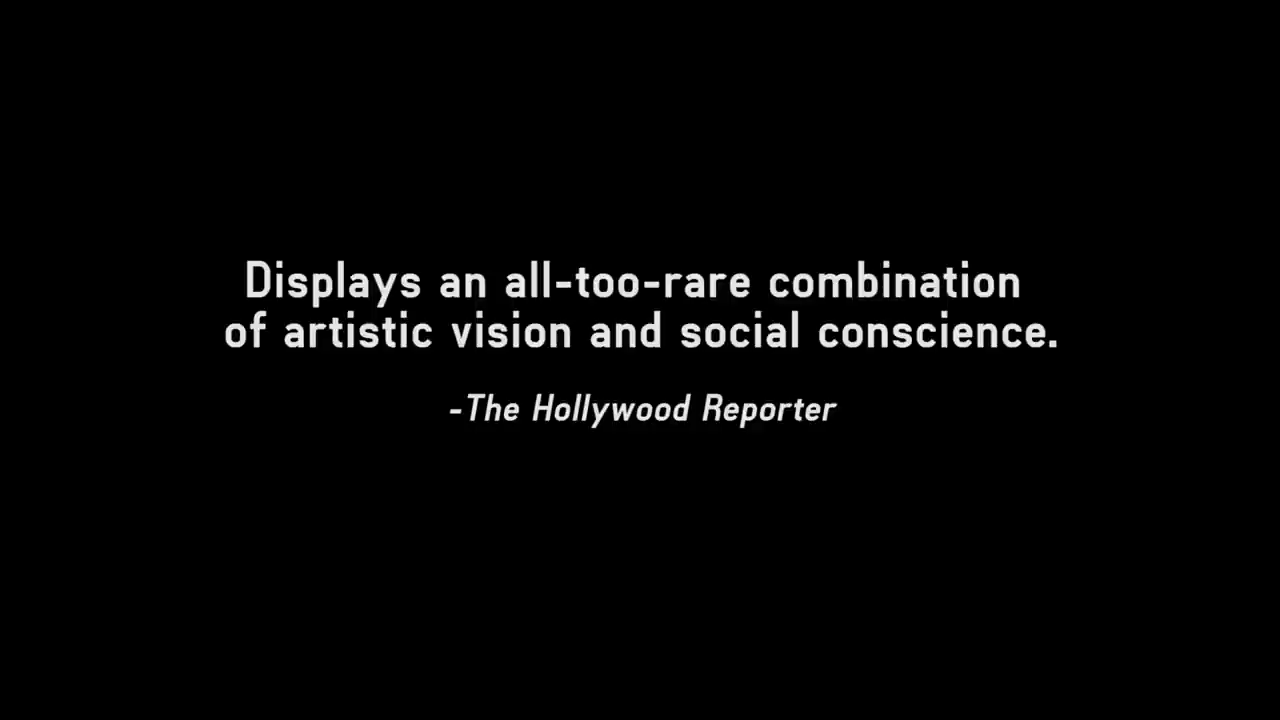 Displays an all-too-rare combination
of artistic vision and social conscience.
-The Hollywood Reporter